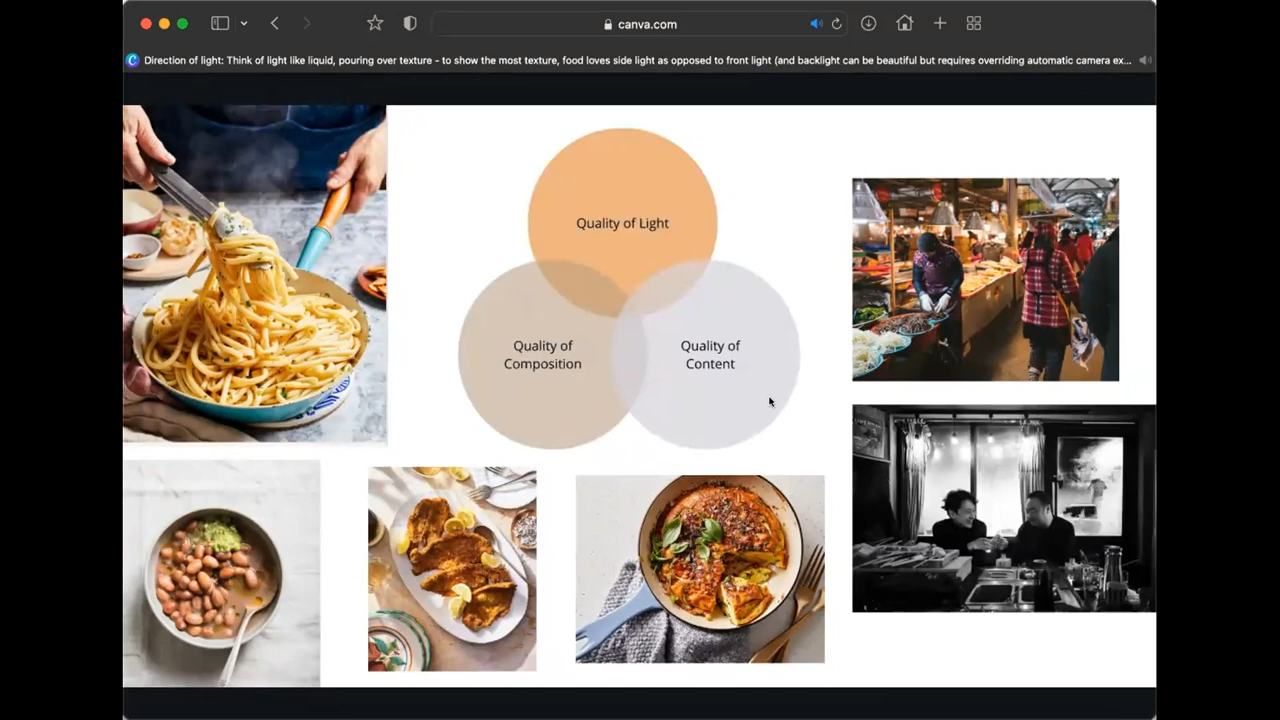 canva.com
Direction of light: Think of light like liquid, pouring over texture - to show the most texture, food loves side light as opposed to front light (and backlight can be beautiful but requires overriding automatic camera ex...
Quality of Light
Quality of
Composition
Quality of
Content